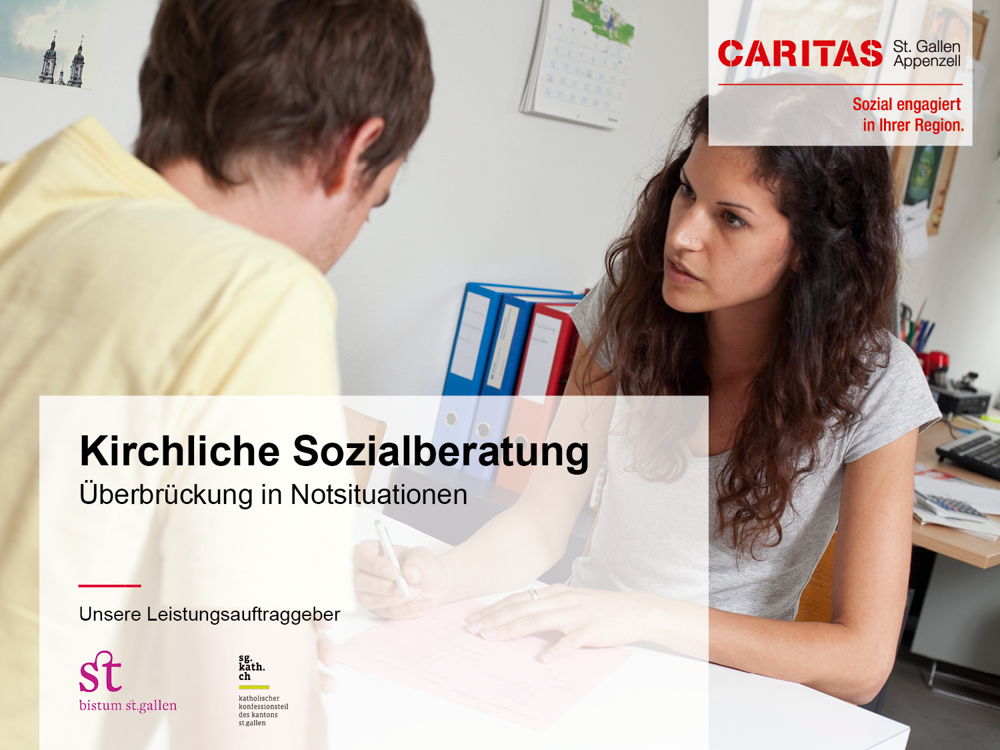 CARITAS St. Gallen
Appenzell
Sozial engagiert
in Ihrer Region.
Kirchliche Sozialberatung
Überbrückung in Notsituationen
Unsere Leistungsauftraggeber
st
bistum st.gallen
sg.
kath.
ch
katholischer
konfessionsteil
des kantons
st.gallen